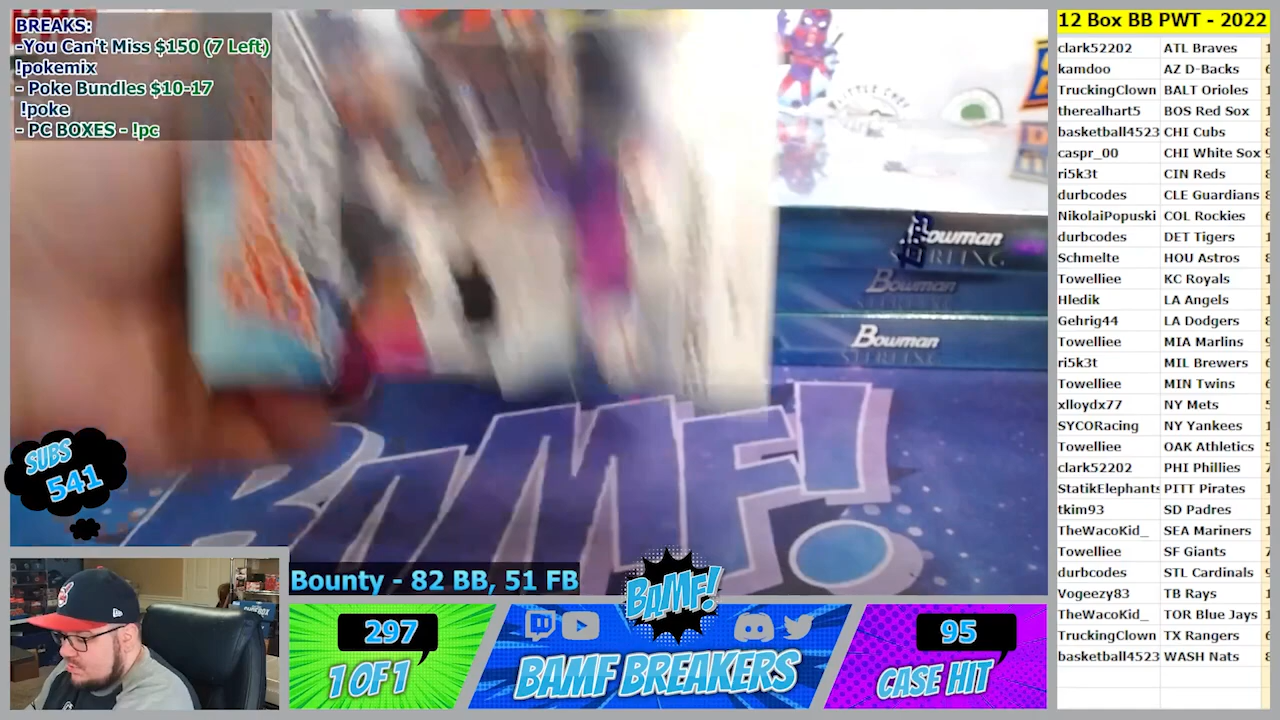 BREAKS:
-You Can't Miss $150 (7 Left)
!pokemix
- Poke Bundles $10-17
!poke
- PC BOXES - !pc
Bowman
STERLING
Bowman
STERLING
Bowman
STERLING
BAMF!
SUBS
541
Bounty - 82 BB, 51 FB
BAMF!
297
1 OF 1
BAMF BREAKERS
95
CASE HIT
12 Box BB PWT - 2022
clark52202 ATL Braves
kamdoo AZ D-Backs
TruckingClown BALT Orioles
therealhart5 BOS Red Sox
basketball4523 CHI Cubs
caspr_00 CHI White Sox
ri5k3t CIN Reds
durbcodes CLE Guardians
NikolaiPopuski COL Rockies
durbcodes DET Tigers
Schmelte HOU Astros
Towelliee KC Royals
Hledik LA Angels
Gehrig44 LA Dodgers
Towelliee MIA Marlins
ri5k3t MIL Brewers
Towelliee MIN Twins
xlloydx77 NY Mets
SYCORacing NY Yankees
Towelliee OAK Athletics
clark52202 PHI Phillies
StatikElephants PITT Pirates
tkim93 SD Padres
TheWacoKid_ SEA Mariners
Towelliee SF Giants
durbcodes STL Cardinals
Vogeezy83 TB Rays
TheWacoKid_ TOR Blue Jays
TruckingClown TX Rangers
basketball4523 WASH Nats